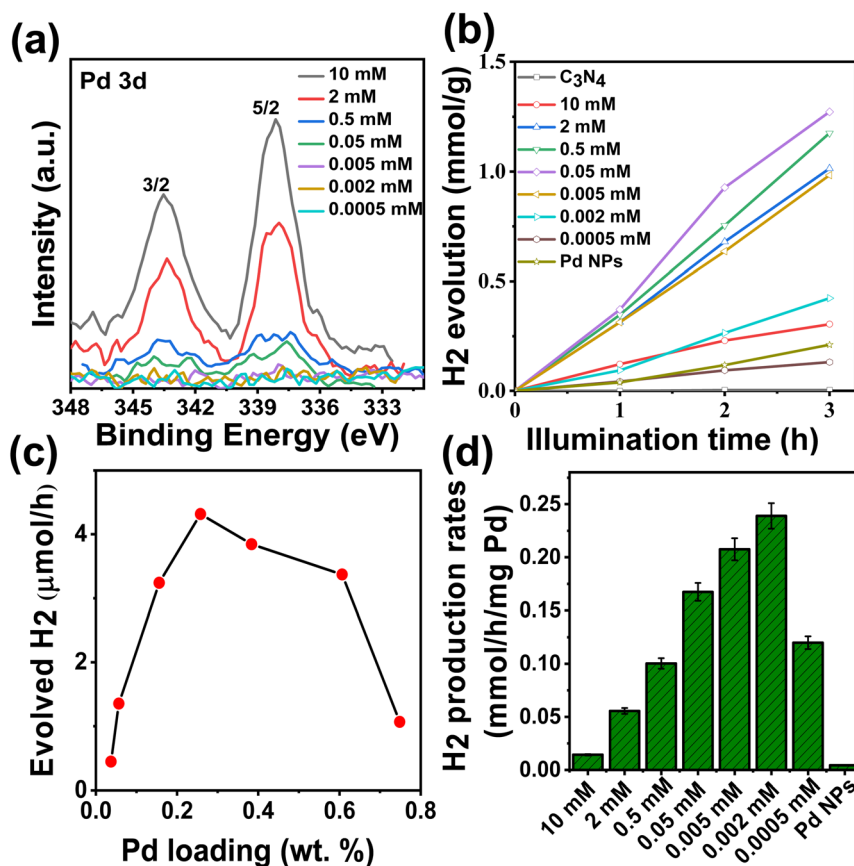 (a)
Pd 3d
3/2
5/2
10 mM
2 mM
0.5 mM
0.05 mM
0.005 mM
0.002 mM
0.0005 mM
Intensity (a.u.)
348 345 342 339 336 333
Binding Energy (eV)
(b)
C3N4
10 mM
2 mM
0.5 mM
0.05 mM
0.005 mM
0.002 mM
0.0005 mM
Pd NPs
H2 evolution (mmol/g)
1.5
1.0
0.5
0.0
0 1 2 3
Illumination time (h)
(c)
Evolved H2 (μmol/h)
4
2
0
0.0 0.2 0.4 0.6 0.8
Pd loading (wt. %)
(d)
H2 production rates
(mmol/h/mg Pd)
0.25
0.20
0.15
0.10
0.05
0.00
10 mM
2 mM
0.5 mM
0.05 mM
0.005 mM
0.002 mM
0.0005 mM
Pd NPs